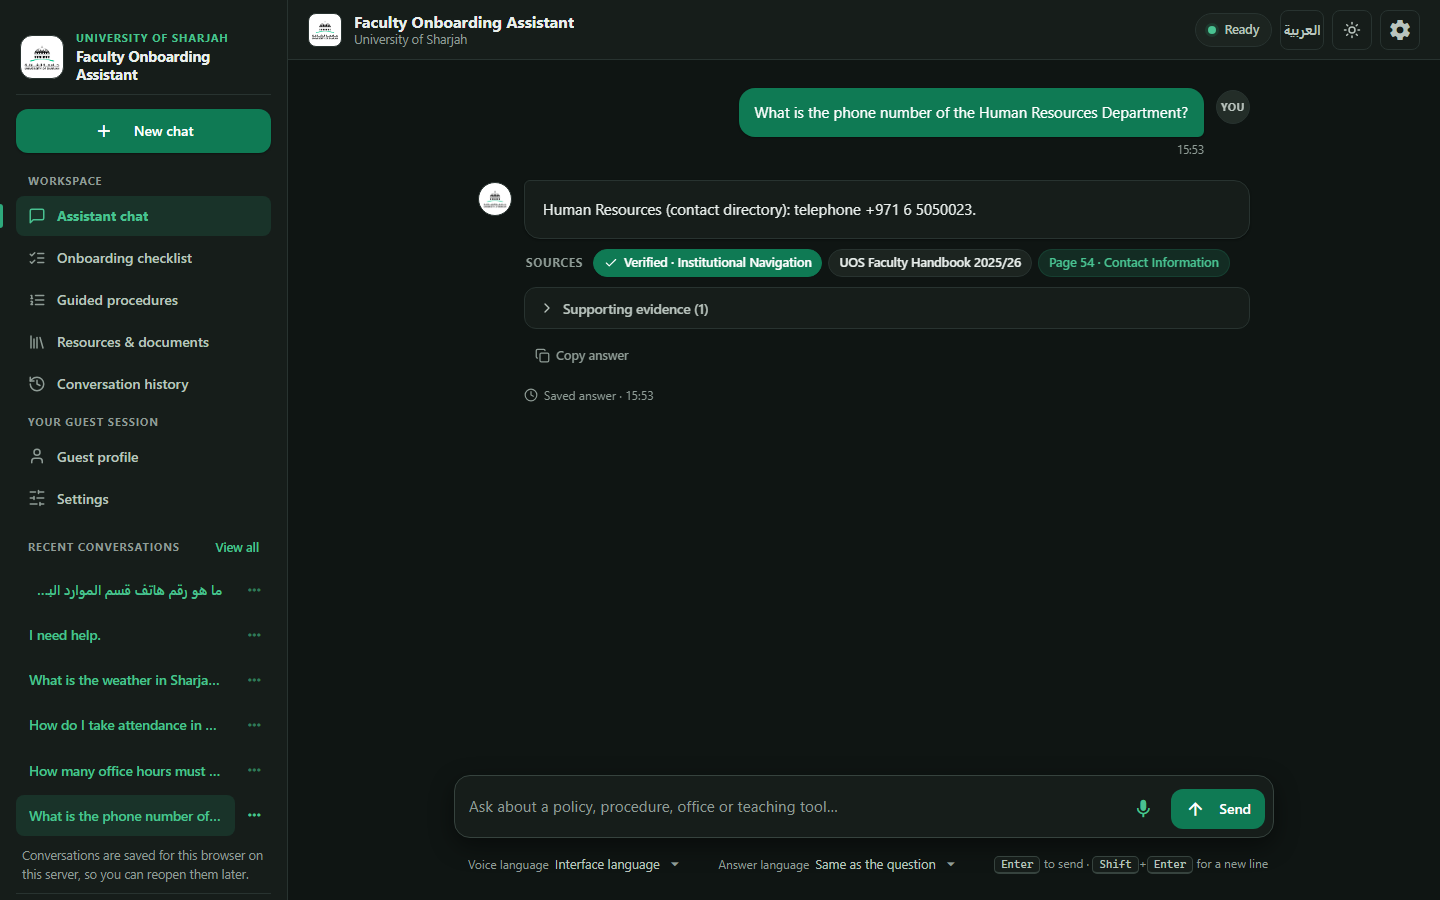 UNIVERSITY OF SHARJAH
Faculty Onboarding
Assistant
New chat
WORKSPACE
Assistant chat
Onboarding checklist
Guided procedures
Resources & documents
Conversation history
YOUR GUEST SESSION
Guest profile
Settings
RECENT CONVERSATIONS
View all
ما هو رقم هاتف قسم الموارد الب...
I need help.
What is the weather in Sharja...
How do I take attendance in ...
How many office hours must ...
What is the phone number of...
Conversations are saved for this browser on
this server, so you can reopen them later.
Faculty Onboarding Assistant
University of Sharjah
Ready
العربية
What is the phone number of the Human Resources Department?
YOU
15:53
Human Resources (contact directory): telephone +971 6 5050023.
SOURCES
Verified · Institutional Navigation
UOS Faculty Handbook 2025/26
Page 54 · Contact Information
Supporting evidence (1)
Copy answer
Saved answer · 15:53
Ask about a policy, procedure, office or teaching tool...
Send
Voice language Interface language
Answer language Same as the question
Enter to send · Shift+Enter for a new line